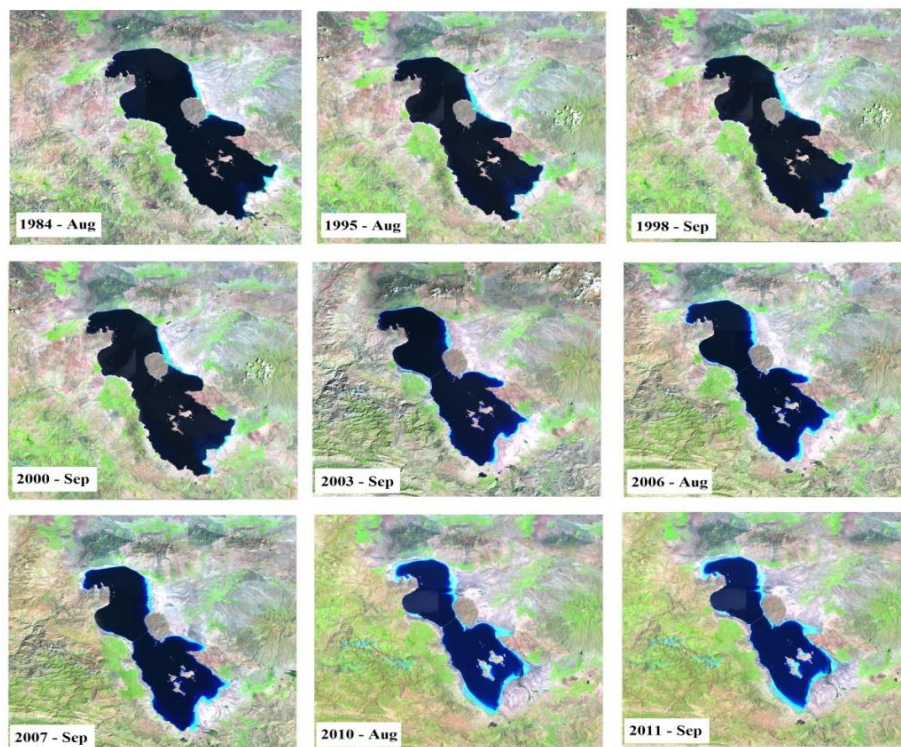 1984 - Aug
1995 - Aug
1998 - Sep
2000 - Sep
2003 - Sep
2006 - Aug
2007 - Sep
2010 - Aug
2011 - Sep